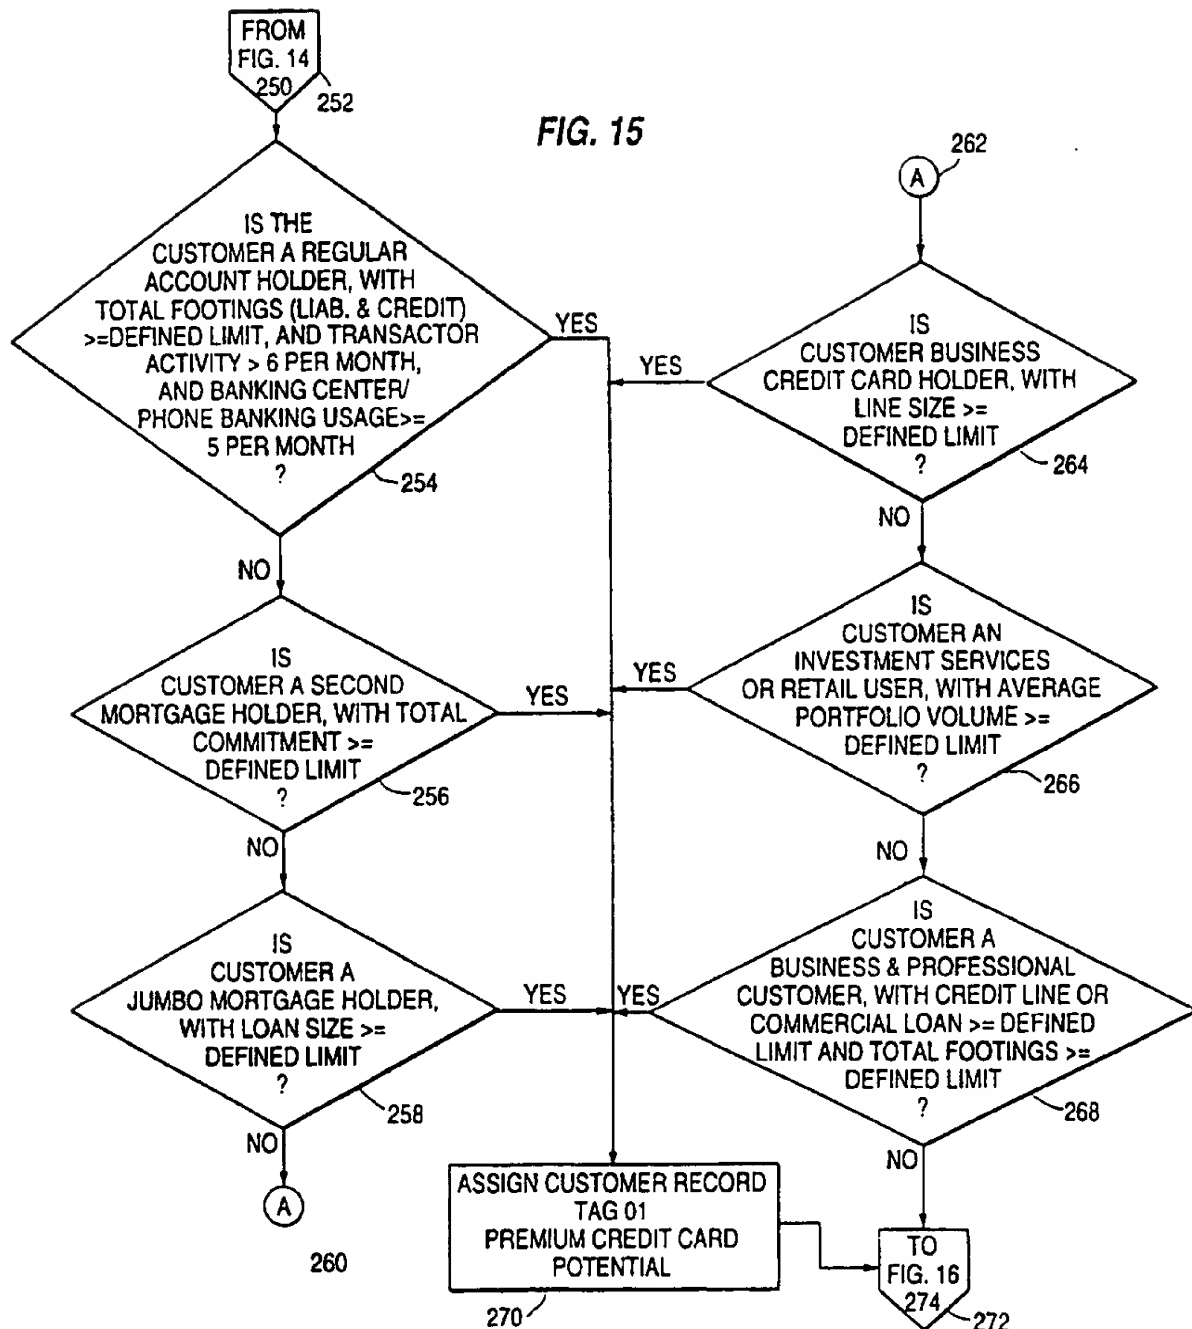 FROM
FIG. 14
250
252
FIG. 15
IS THE
CUSTOMER A REGULAR
ACCOUNT HOLDER, WITH
TOTAL FOOTINGS (LIAB. & CREDIT)
>=DEFINED LIMIT, AND TRANSACTOR
ACTIVITY > 6 PER MONTH,
AND BANKING CENTER/
PHONE BANKING USAGE>=
5 PER MONTH
?
254
YES
NO
IS
CUSTOMER A SECOND
MORTGAGE HOLDER, WITH TOTAL
COMMITMENT >=
DEFINED LIMIT
?
256
YES
NO
IS
CUSTOMER A
JUMBO MORTGAGE HOLDER,
WITH LOAN SIZE >=
DEFINED LIMIT
?
258
YES
NO
A
260
A
262
IS
CUSTOMER BUSINESS
CREDIT CARD HOLDER, WITH
LINE SIZE >=
DEFINED LIMIT
?
264
YES
NO
IS
CUSTOMER AN
INVESTMENT SERVICES
OR RETAIL USER, WITH AVERAGE
PORTFOLIO VOLUME >=
DEFINED LIMIT
?
266
YES
NO
IS
CUSTOMER A
BUSINESS & PROFESSIONAL
CUSTOMER, WITH CREDIT LINE OR
COMMERCIAL LOAN >= DEFINED
LIMIT AND TOTAL FOOTINGS >=
DEFINED LIMIT
?
268
YES
NO
ASSIGN CUSTOMER RECORD
TAG 01
PREMIUM CREDIT CARD
POTENTIAL
270
TO
FIG. 16
274
272